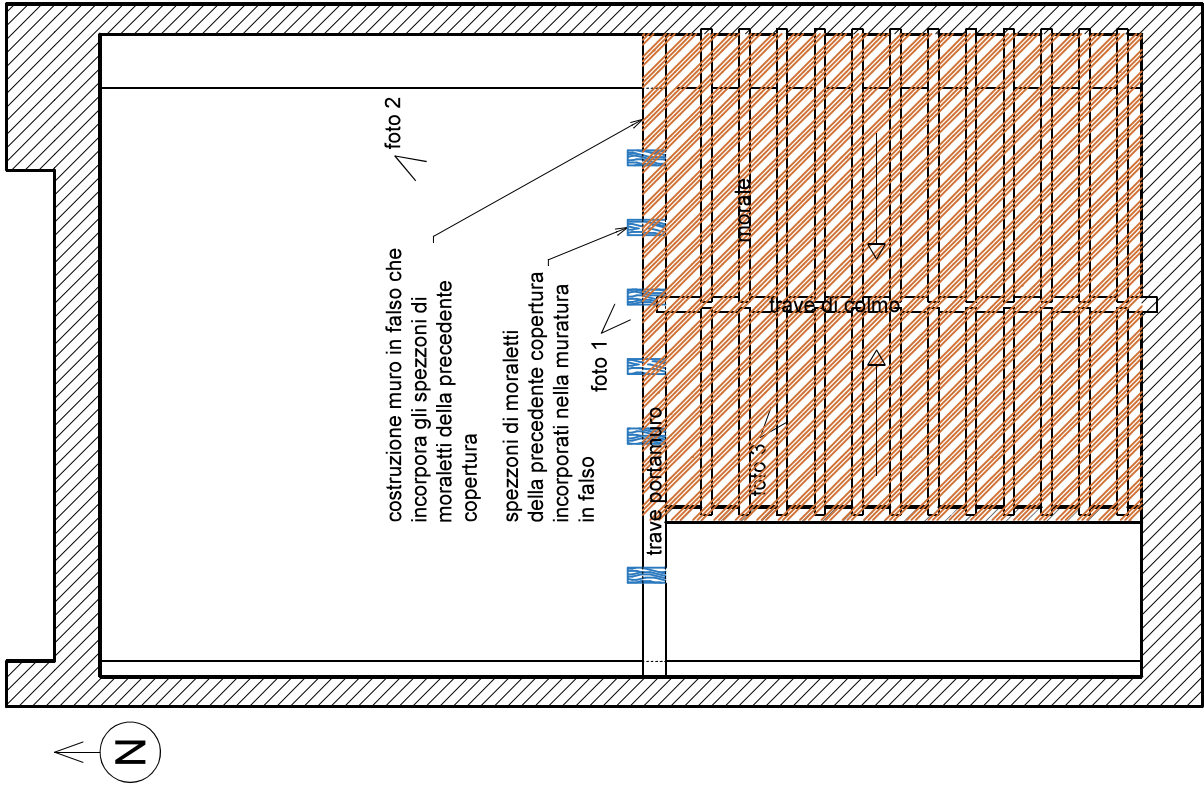 foto 2
costruzione muro in falso che
incorpora gli spezzoni di
moraletti della precedente
copertura
spezzoni di moraletti
della precedente copertura
incorporati nella muratura
in falso
foto 1
trave portamuro
morale
trave di colmo
foto 3
N